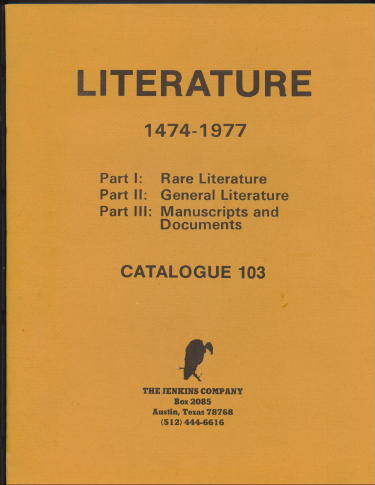 LITERATURE
1474-1977
Part I: Rare Literature
Part II: General Literature
Part III: Manuscripts and
Documents
CATALOGUE 103
THE JENKINS COMPANY
Box 2085
Austin, Texas 78768
(512) 444-6616